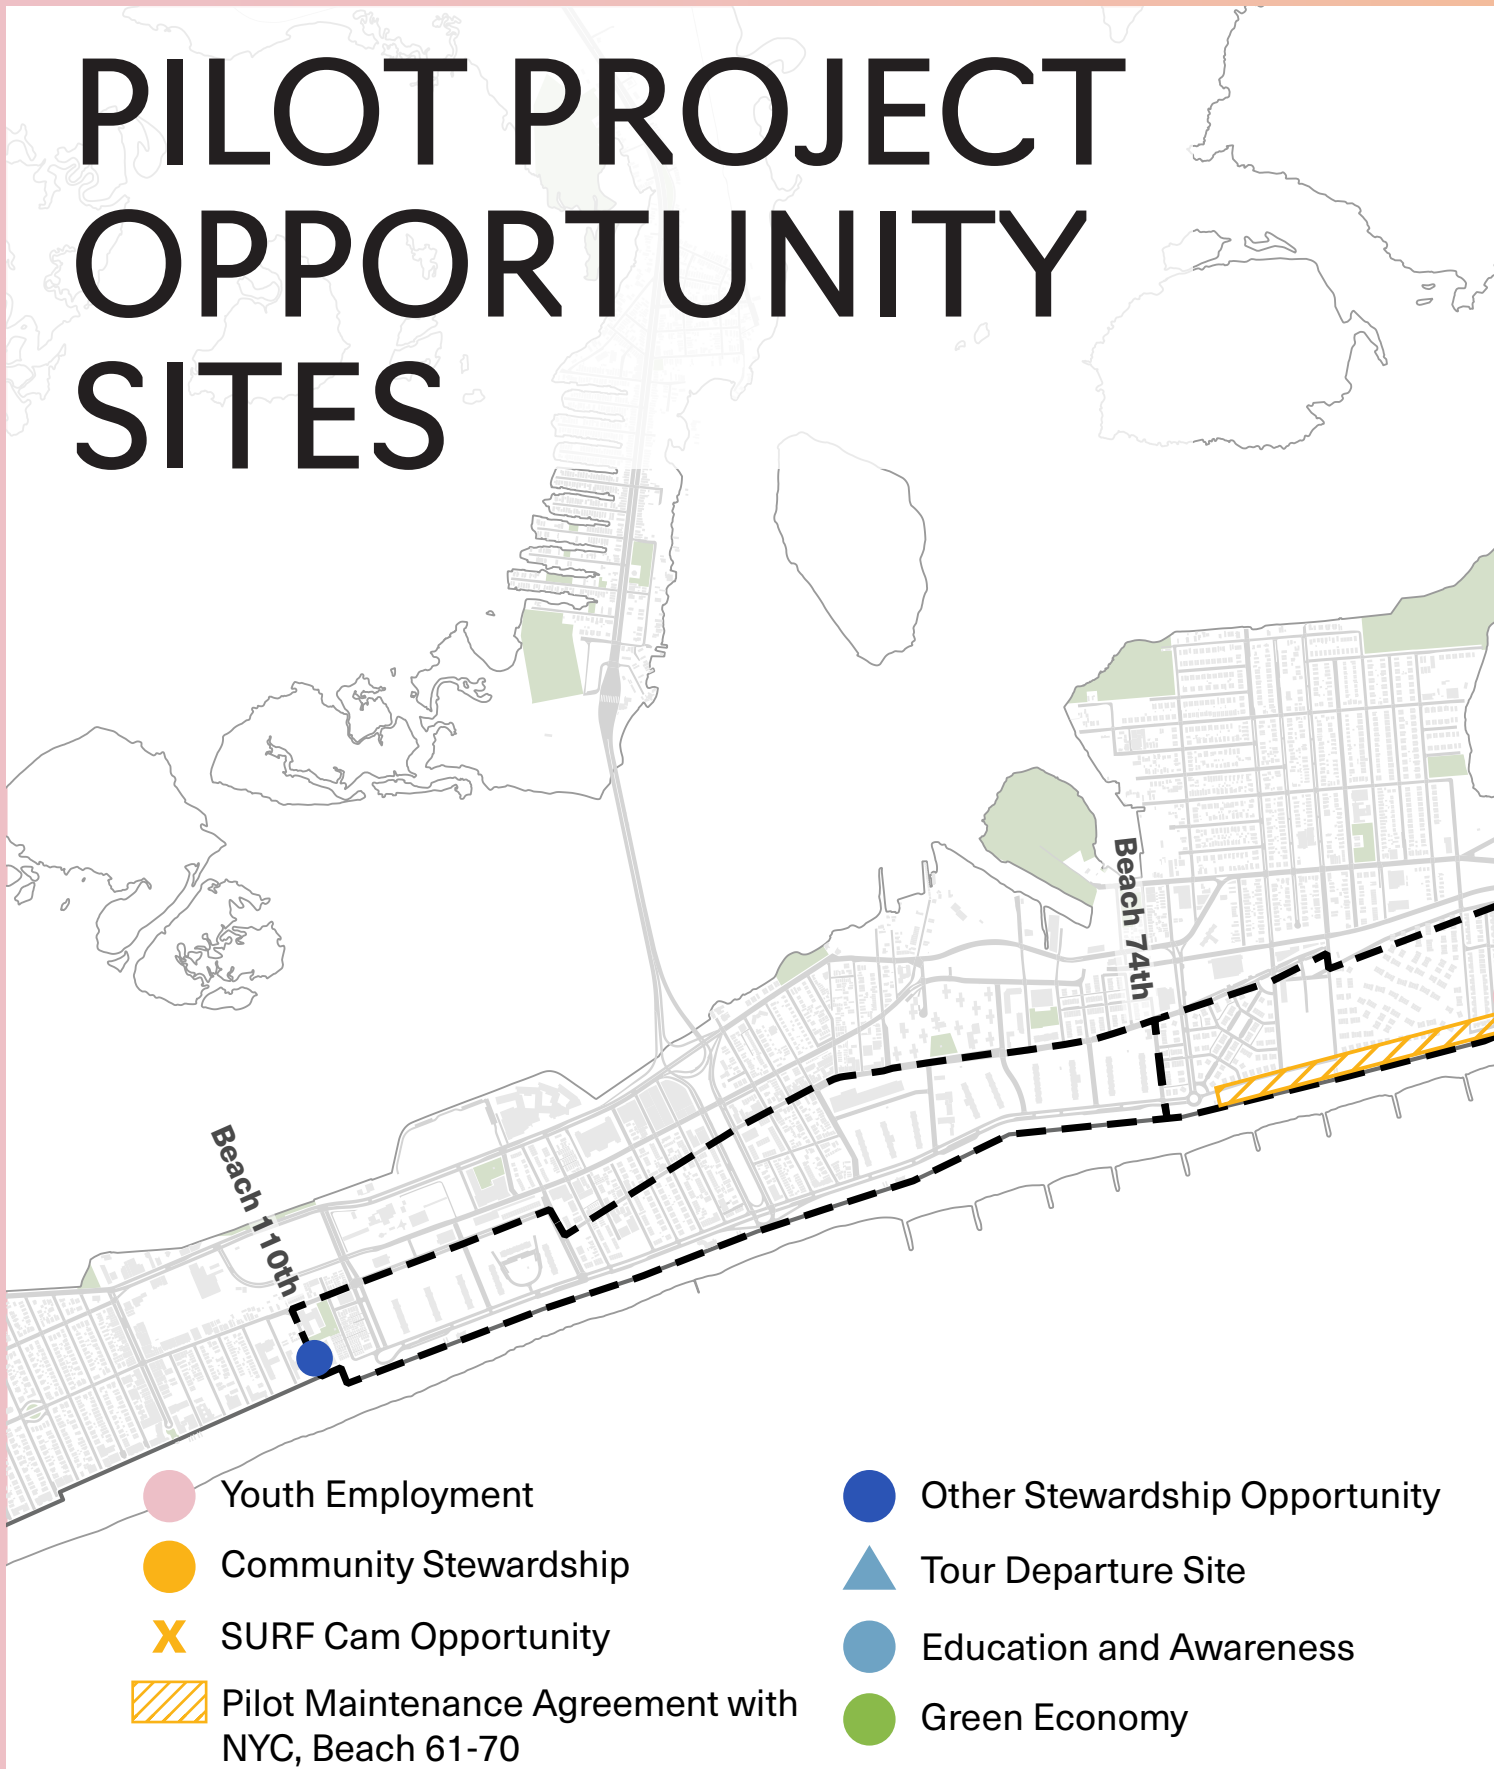 PILOT PROJECT
OPPORTUNITY
SITES
Beach 74th
Beach 110th
Youth Employment
Community Stewardship
X SURF Cam Opportunity
Pilot Maintenance Agreement with
NYC, Beach 61-70
Other Stewardship Opportunity
Tour Departure Site
Education and Awareness
Green Economy